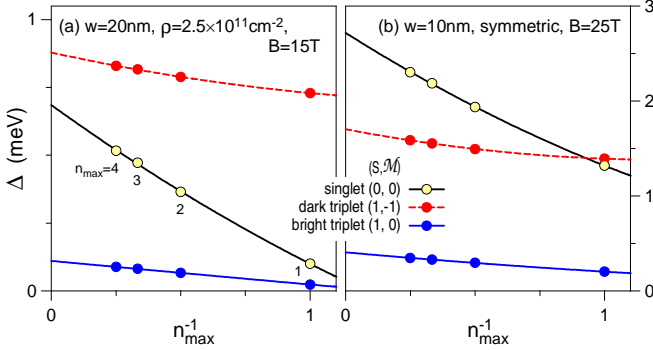 (a) w=20nm, ρ=2.5×10¹¹cm⁻²,
B=15T
(b) w=10nm, symmetric, B=25T
1
0
Δ (meV)
3
2
1
0
n_max=4
3
2
1
(S,ℳ)
singlet (0, 0)
dark triplet (1,-1)
bright triplet (1, 0)
0 1
0 1
n⁻¹_max
n⁻¹_max